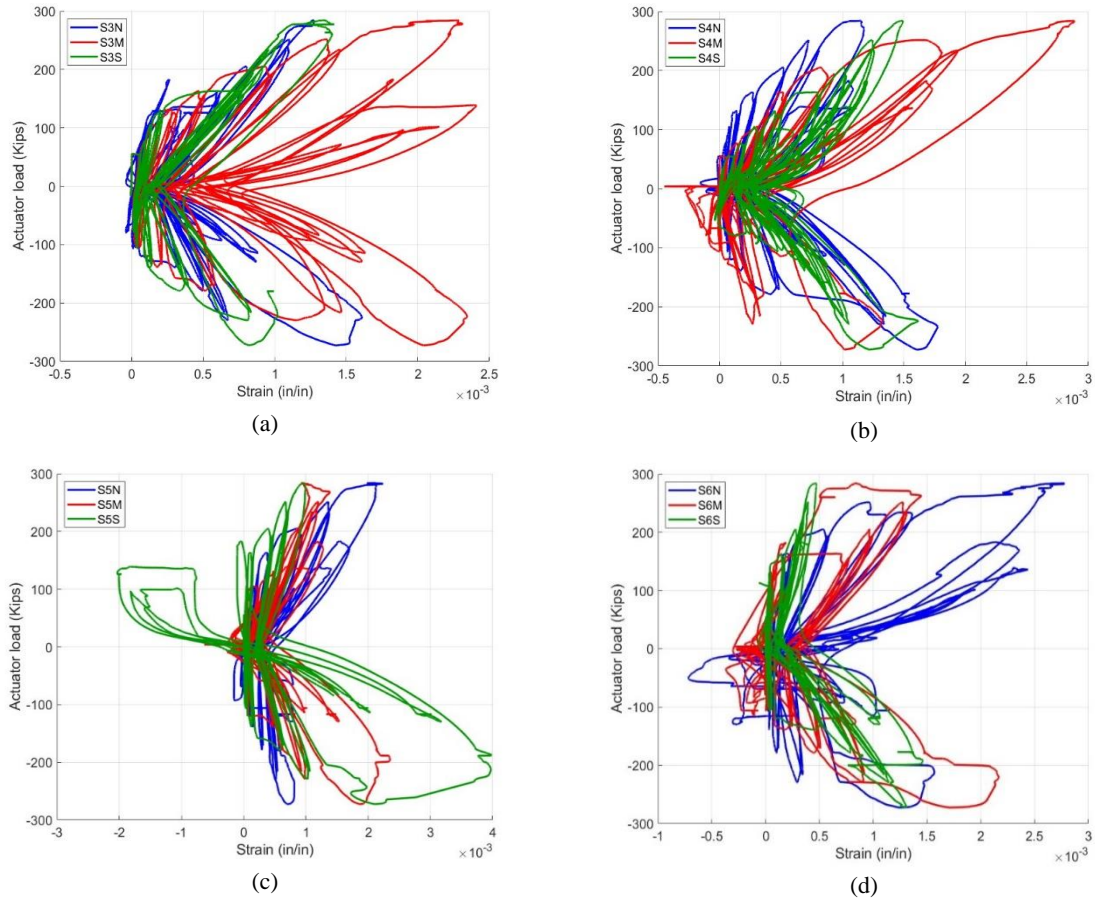 300
200
100
0
-100
-200
-300
Actuator load (Kips)
S3N
S3M
S3S
-0.5 0 0.5 1 1.5 2 2.5
Strain (in/in)
×10-3
(a)
300
200
100
0
-100
-200
-300
Actuator load (Kips)
S4N
S4M
S4S
-0.5 0 0.5 1 1.5 2 2.5 3
Strain (in/in)
×10-3
(b)
300
200
100
0
-100
-200
-300
Actuator load (Kips)
S5N
S5M
S5S
-3 -2 -1 0 1 2 3 4
Strain (in/in)
×10-3
(c)
300
200
100
0
-100
-200
-300
Actuator load (Kips)
S6N
S6M
S6S
-1 -0.5 0 0.5 1 1.5 2 2.5 3
Strain (in/in)
×10-3
(d)